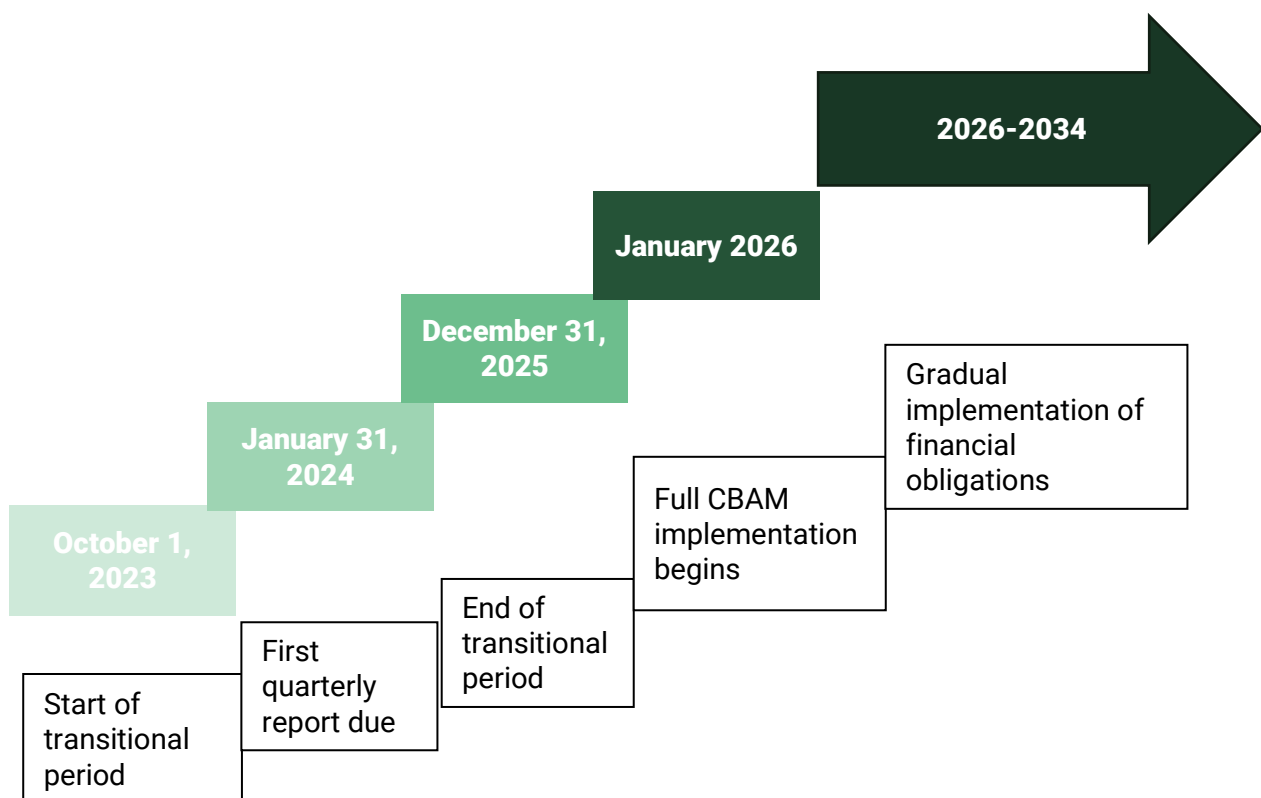 2026-2034
January 2026
December 31,
2025
January 31,
2024
October 1,
2023
Gradual
implementation of
financial
obligations
Full CBAM
implementation
begins
End of
transitional
period
First
quarterly
report due
Start of
transitional
period